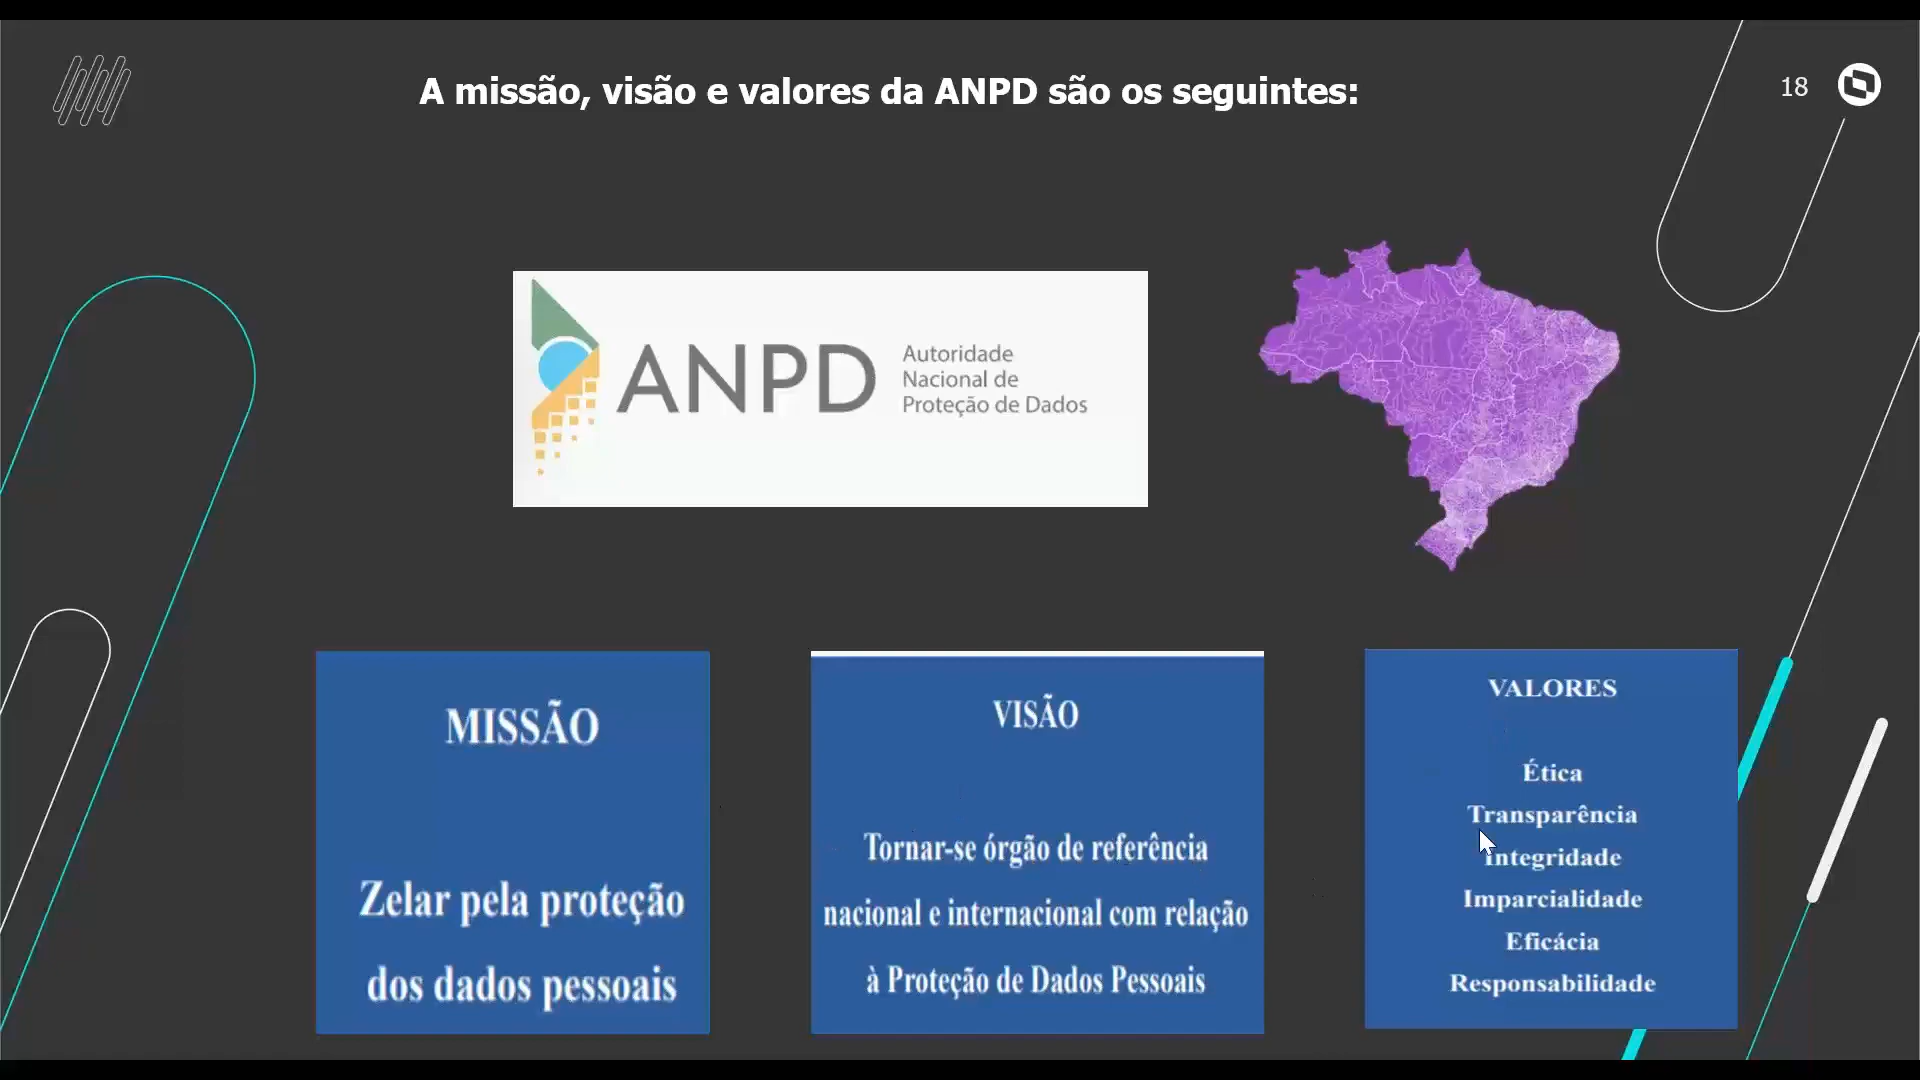 A missão, visão e valores da ANPD são os seguintes:
18
ANPD
Autoridade
Nacional de
Proteção de Dados
MISSÃO
Zelar pela proteção
dos dados pessoais
VISÃO
Tornar-se órgão de referência
nacional e internacional com relação
à Proteção de Dados Pessoais
VALORES
Ética
Transparência
Integridade
Imparcialidade
Eficácia
Responsabilidade